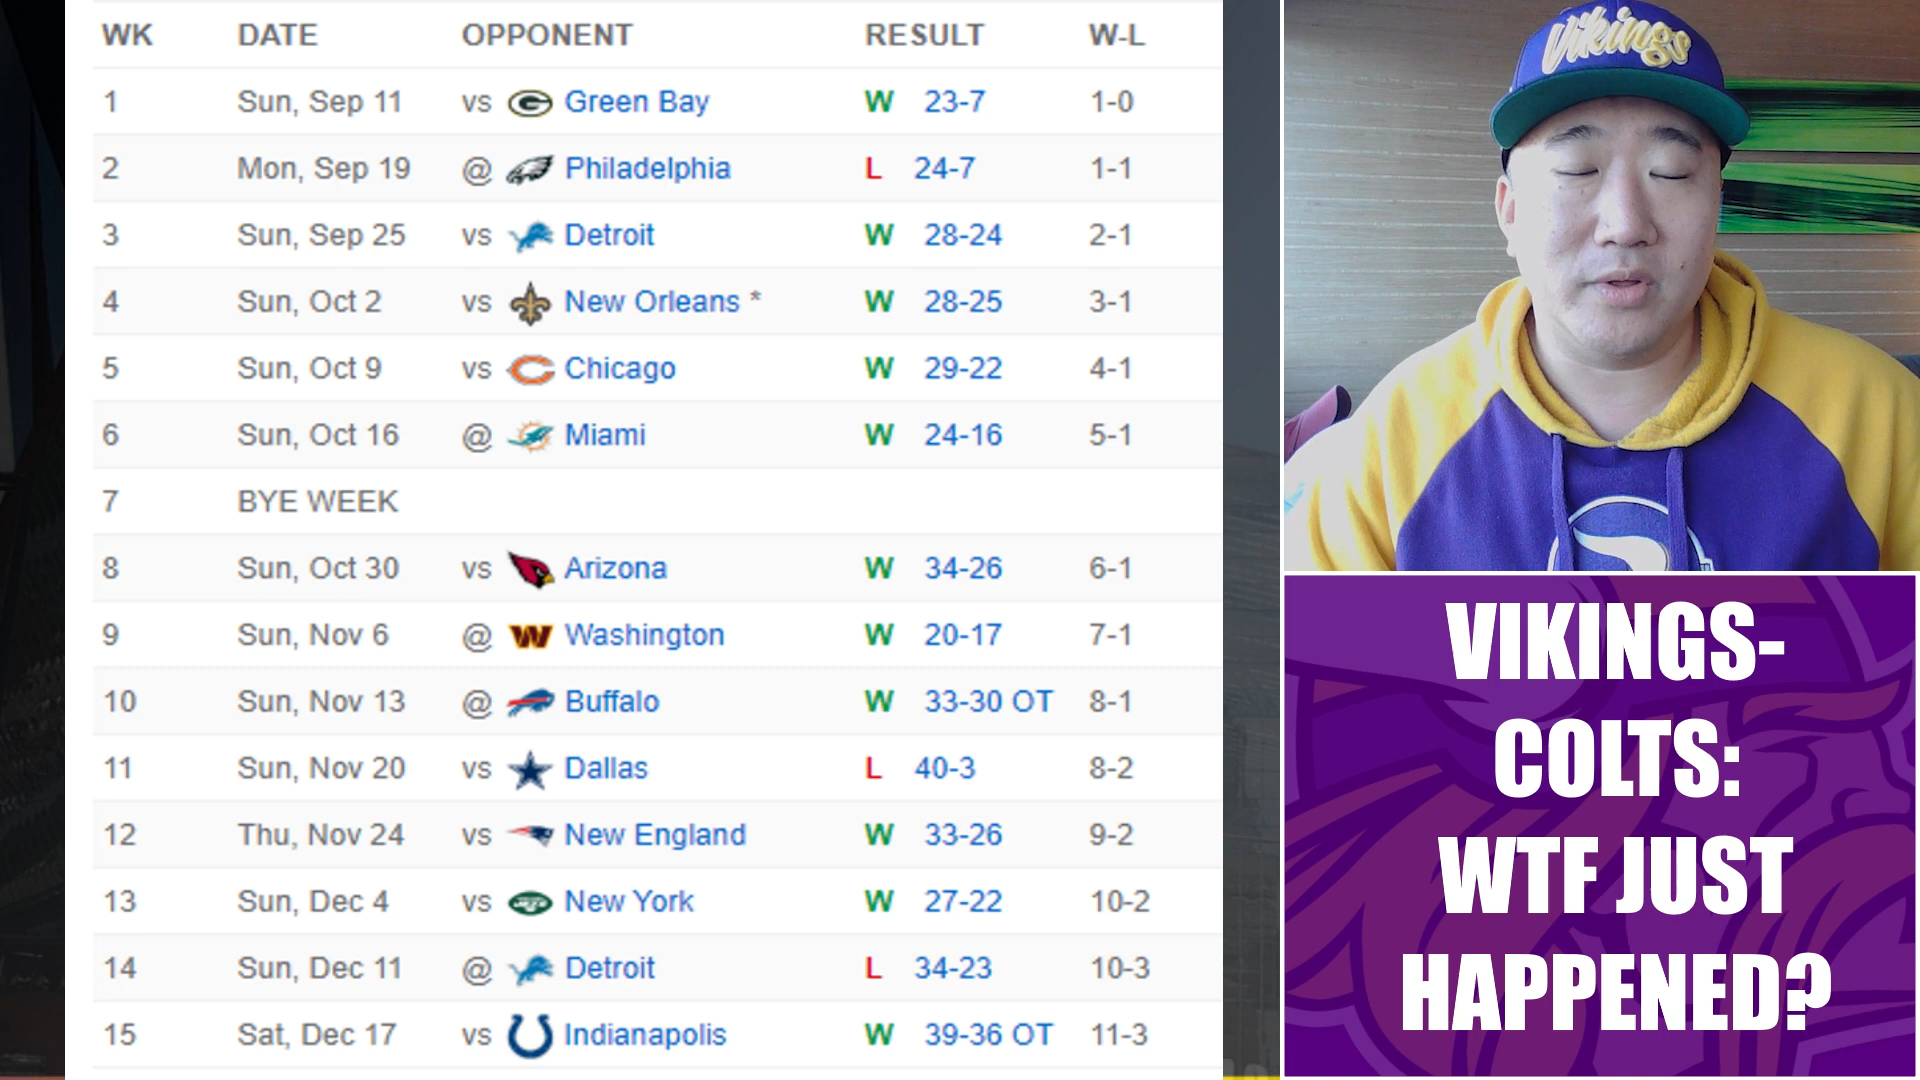 WK DATE OPPONENT RESULT W-L
1 Sun, Sep 11 vs Green Bay W 23-7 1-0
2 Mon, Sep 19 @ Philadelphia L 24-7 1-1
3 Sun, Sep 25 vs Detroit W 28-24 2-1
4 Sun, Oct 2 vs New Orleans * W 28-25 3-1
5 Sun, Oct 9 vs Chicago W 29-22 4-1
6 Sun, Oct 16 @ Miami W 24-16 5-1
7 BYE WEEK
8 Sun, Oct 30 vs Arizona W 34-26 6-1
9 Sun, Nov 6 @ Washington W 20-17 7-1
10 Sun, Nov 13 @ Buffalo W 33-30 OT 8-1
11 Sun, Nov 20 vs Dallas L 40-3 8-2
12 Thu, Nov 24 vs New England W 33-26 9-2
13 Sun, Dec 4 vs New York W 27-22 10-2
14 Sun, Dec 11 @ Detroit L 34-23 10-3
15 Sat, Dec 17 vs Indianapolis W 39-36 OT 11-3
Vikings
VIKINGS-
COLTS:
WTF JUST
HAPPENED?